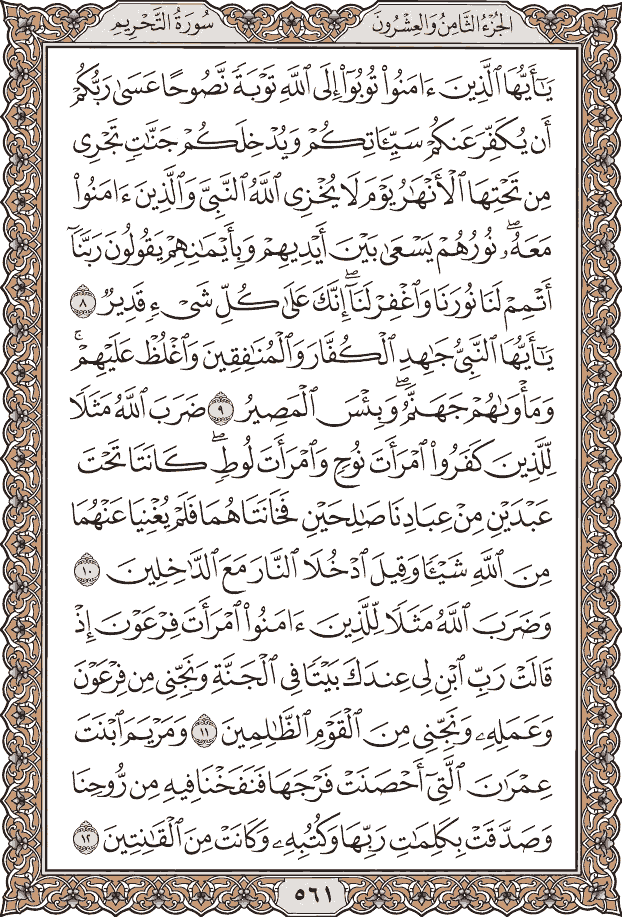 الجزء الثامن والعشرون
سورة التحريم
يَٰٓأَيُّهَا ٱلَّذِينَ ءَامَنُوا۟ تُوبُوٓا۟ إِلَى ٱللَّهِ تَوْبَةً نَّصُوحًا عَسَىٰ رَبُّكُمْ
أَن يُكَفِّرَ عَنكُمْ سَيِّـَٔاتِكُمْ وَيُدْخِلَكُمْ جَنَّٰتٍ تَجْرِى
مِن تَحْتِهَا ٱلْأَنْهَٰرُ يَوْمَ لَا يُخْزِى ٱللَّهُ ٱلنَّبِىَّ وَٱلَّذِينَ ءَامَنُوا۟
مَعَهُۥ ۖ نُورُهُمْ يَسْعَىٰ بَيْنَ أَيْدِيهِمْ وَبِأَيْمَٰنِهِمْ يَقُولُونَ رَبَّنَآ
أَتْمِمْ لَنَا نُورَنَا وَٱغْفِرْ لَنَآ ۖ إِنَّكَ عَلَىٰ كُلِّ شَىْءٍ قَدِيرٌ ٨
يَٰٓأَيُّهَا ٱلنَّبِىُّ جَٰهِدِ ٱلْكُفَّارَ وَٱلْمُنَٰفِقِينَ وَٱغْلُظْ عَلَيْهِمْ ۚ
وَمَأْوَىٰهُمْ جَهَنَّمُ ۖ وَبِئْسَ ٱلْمَصِيرُ ٩ ضَرَبَ ٱللَّهُ مَثَلًا
لِّلَّذِينَ كَفَرُوا۟ ٱمْرَأَتَ نُوحٍ وَٱمْرَأَتَ لُوطٍ ۖ كَانَتَا تَحْتَ
عَبْدَيْنِ مِنْ عِبَادِنَا صَٰلِحَيْنِ فَخَانَتَاهُمَا فَلَمْ يُغْنِيَا عَنْهُمَا
مِنَ ٱللَّهِ شَيْـًٔا وَقِيلَ ٱدْخُلَا ٱلنَّارَ مَعَ ٱلدَّٰخِلِينَ ١٠
وَضَرَبَ ٱللَّهُ مَثَلًا لِّلَّذِينَ ءَامَنُوا۟ ٱمْرَأَتَ فِرْعَوْنَ إِذْ
قَالَتْ رَبِّ ٱبْنِ لِى عِندَكَ بَيْتًا فِى ٱلْجَنَّةِ وَنَجِّنِى مِن فِرْعَوْنَ
وَعَمَلِهِۦ وَنَجِّنِى مِنَ ٱلْقَوْمِ ٱلظَّٰلِمِينَ ١١ وَمَرْيَمَ ٱبْنَتَ
عِمْرَٰنَ ٱلَّتِىٓ أَحْصَنَتْ فَرْجَهَا فَنَفَخْنَا فِيهِ مِن رُّوحِنَا
وَصَدَّقَتْ بِكَلِمَٰتِ رَبِّهَا وَكُتُبِهِۦ وَكَانَتْ مِنَ ٱلْقَٰنِتِينَ ١٢
٥٦١